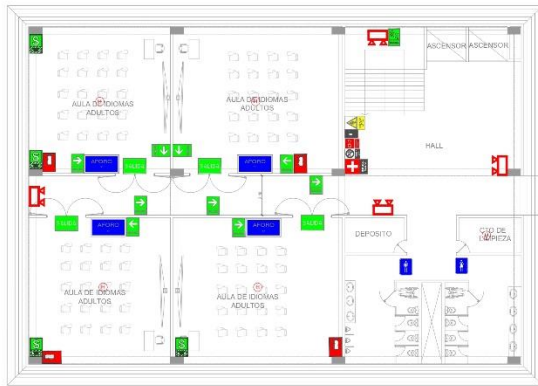 ASCENSOR
ASCENSOR
AULA DE IDIOMAS
ADULTOS
AULA DE IDIOMAS
ADULTOS
HALL
AFORO
SALIDA
SALIDA
AFORO
SALIDA
AFORO
AFORO
SALIDA
DEPOSITO
CTO DE
LIMPIEZA
AULA DE IDIOMAS
ADULTOS
AULA DE IDIOMAS
ADULTOS